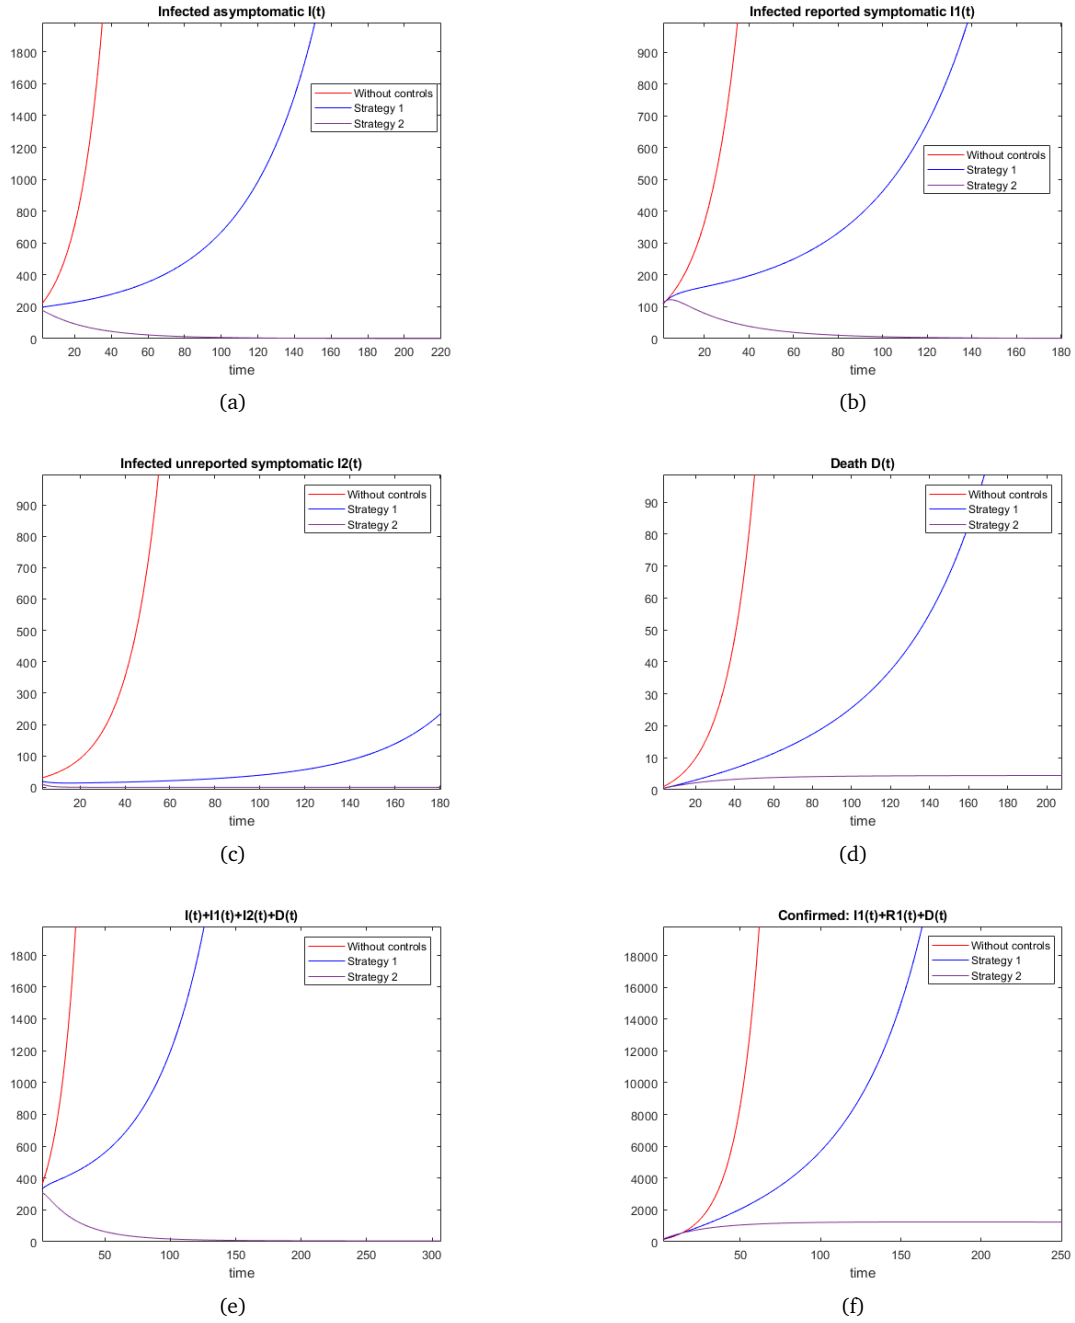 Infected asymptomatic I(t)
1800
1600
1400
1200
1000
800
600
400
200
0
Without controls
Strategy 1
Strategy 2
20 40 60 80 100 120 140 160 180 200 220
time
(a)
Infected reported symptomatic I1(t)
900
800
700
600
500
400
300
200
100
0
Without controls
Strategy 1
Strategy 2
20 40 60 80 100 120 140 160 180
time
(b)
Infected unreported symptomatic I2(t)
900
800
700
600
500
400
300
200
100
0
Without controls
Strategy 1
Strategy 2
20 40 60 80 100 120 140 160 180
time
(c)
Death D(t)
90
80
70
60
50
40
30
20
10
0
Without controls
Strategy 1
Strategy 2
20 40 60 80 100 120 140 160 180 200
time
(d)
I(t)+I1(t)+I2(t)+D(t)
1800
1600
1400
1200
1000
800
600
400
200
0
Without controls
Strategy 1
Strategy 2
50 100 150 200 250 300
time
(e)
Confirmed: I1(t)+R1(t)+D(t)
18000
16000
14000
12000
10000
8000
6000
4000
2000
0
Without controls
Strategy 1
Strategy 2
50 100 150 200 250
time
(f)